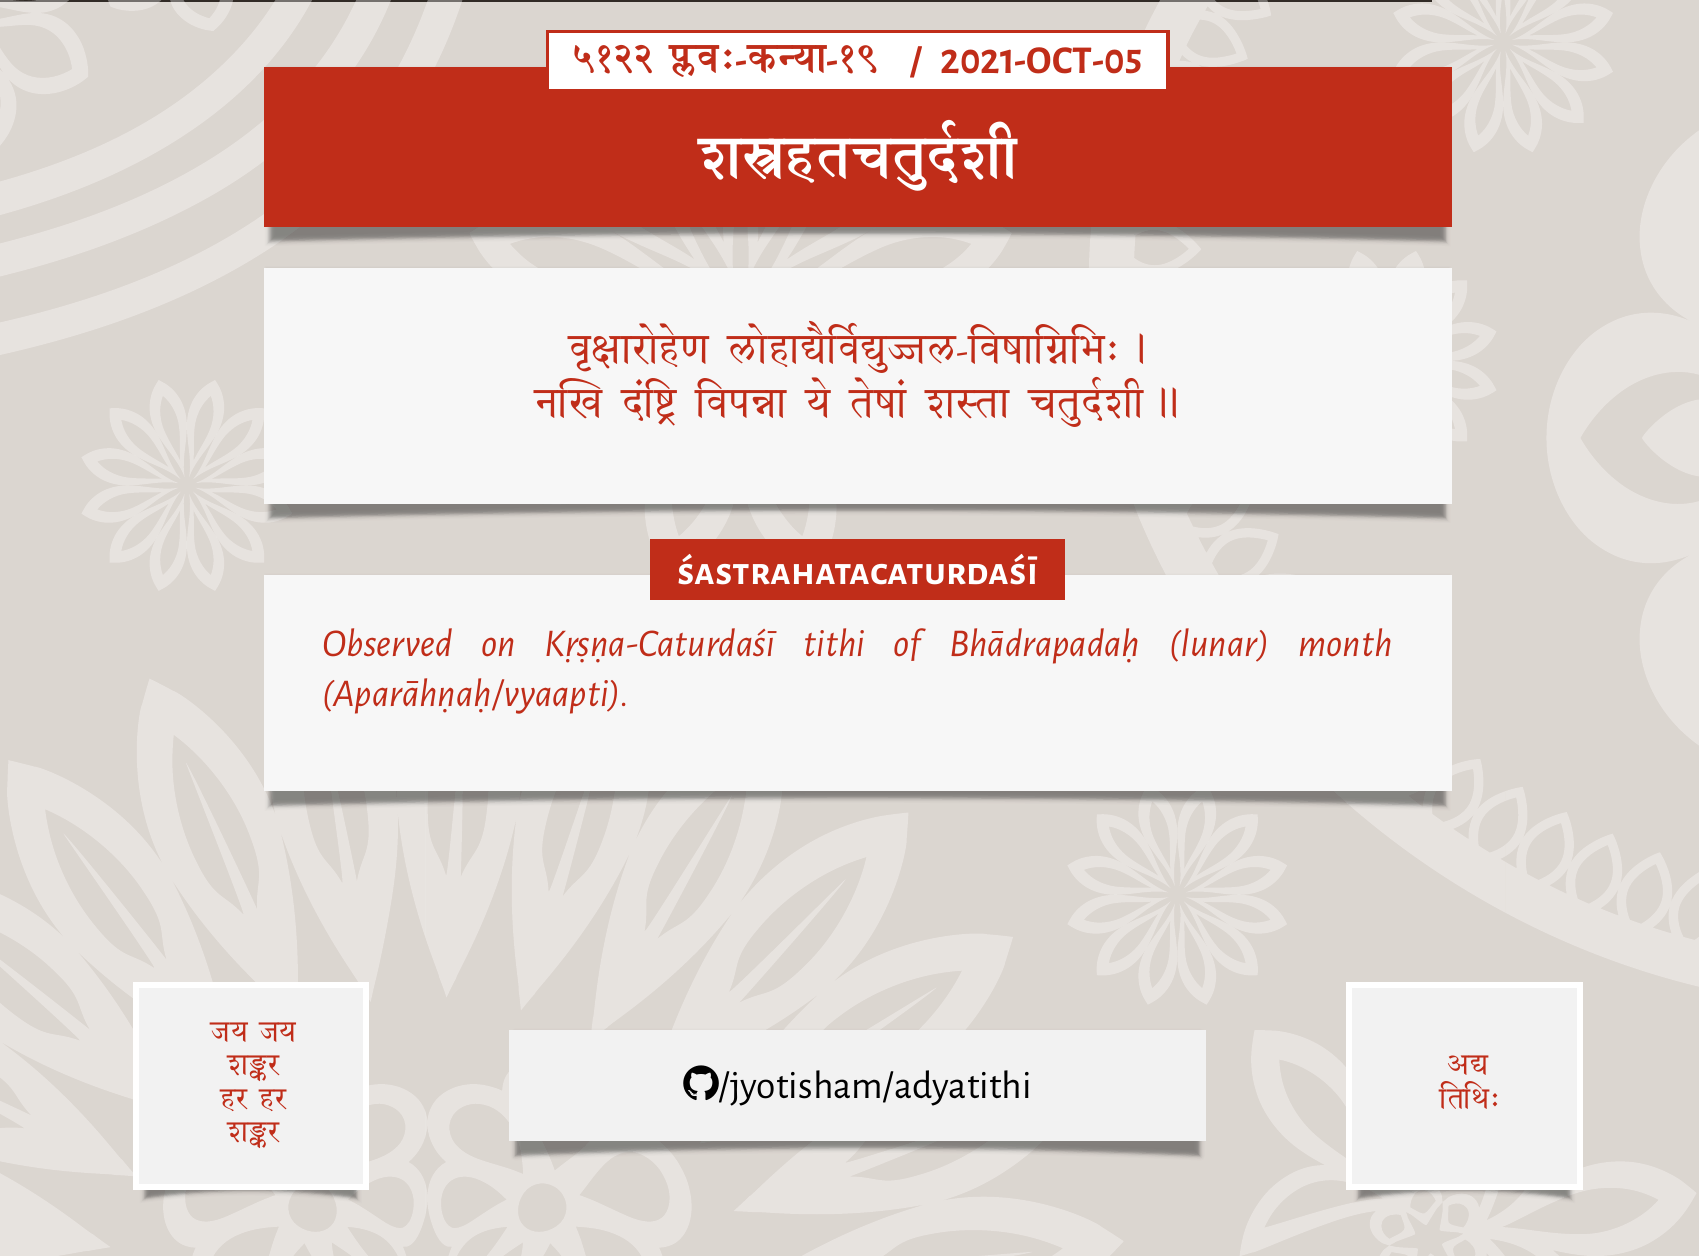 ५१२२ प्लवः-कन्या-१९ / 2021-OCT-05
शस्त्रहतचतुर्दशी
वृक्षारोहेण लोहाद्यैर्विद्युज्जल-विषाग्निभिः ।
नखि दंष्ट्रि विपन्ना ये तेषां शस्ता चतुर्दशी ॥
ŚASTRAHATACATURDAŚĪ
Observed on Kṛṣṇa-Caturdaśī tithi of Bhādrapadaḥ (lunar) month
(Aparāhṇaḥ/vyaapti).
जय जय
शङ्कर
हर हर
शङ्कर
/jyotisham/adyatithi
अद्य
तिथिः